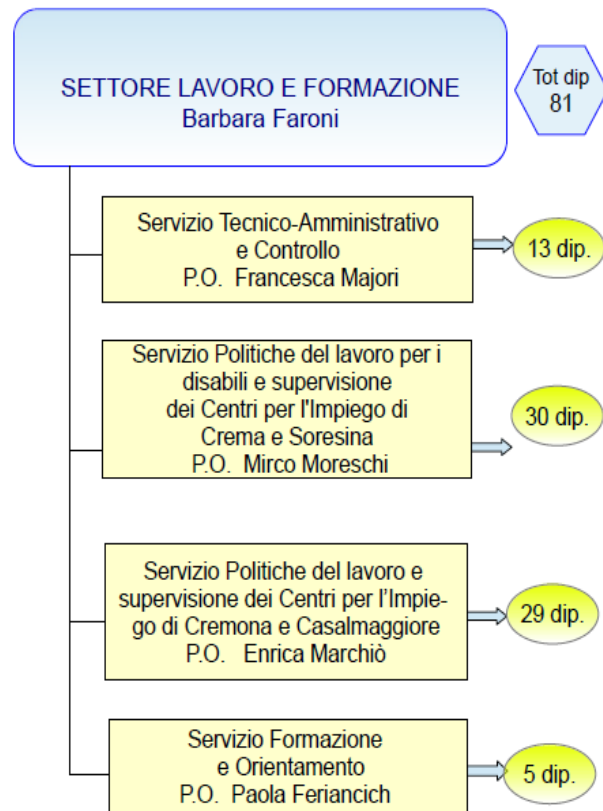 SETTORE LAVORO E FORMAZIONE
Barbara Faroni
Tot dip
81
Servizio Tecnico-Amministrativo
e Controllo
P.O. Francesca Majori
13 dip.
Servizio Politiche del lavoro per i
disabili e supervisione
dei Centri per l'Impiego di
Crema e Soresina
P.O. Mirco Moreschi
30 dip.
Servizio Politiche del lavoro e
supervisione dei Centri per l'Impie-
go di Cremona e Casalmaggiore
P.O. Enrica Marchiò
29 dip.
Servizio Formazione
e Orientamento
P.O. Paola Feriancich
5 dip.